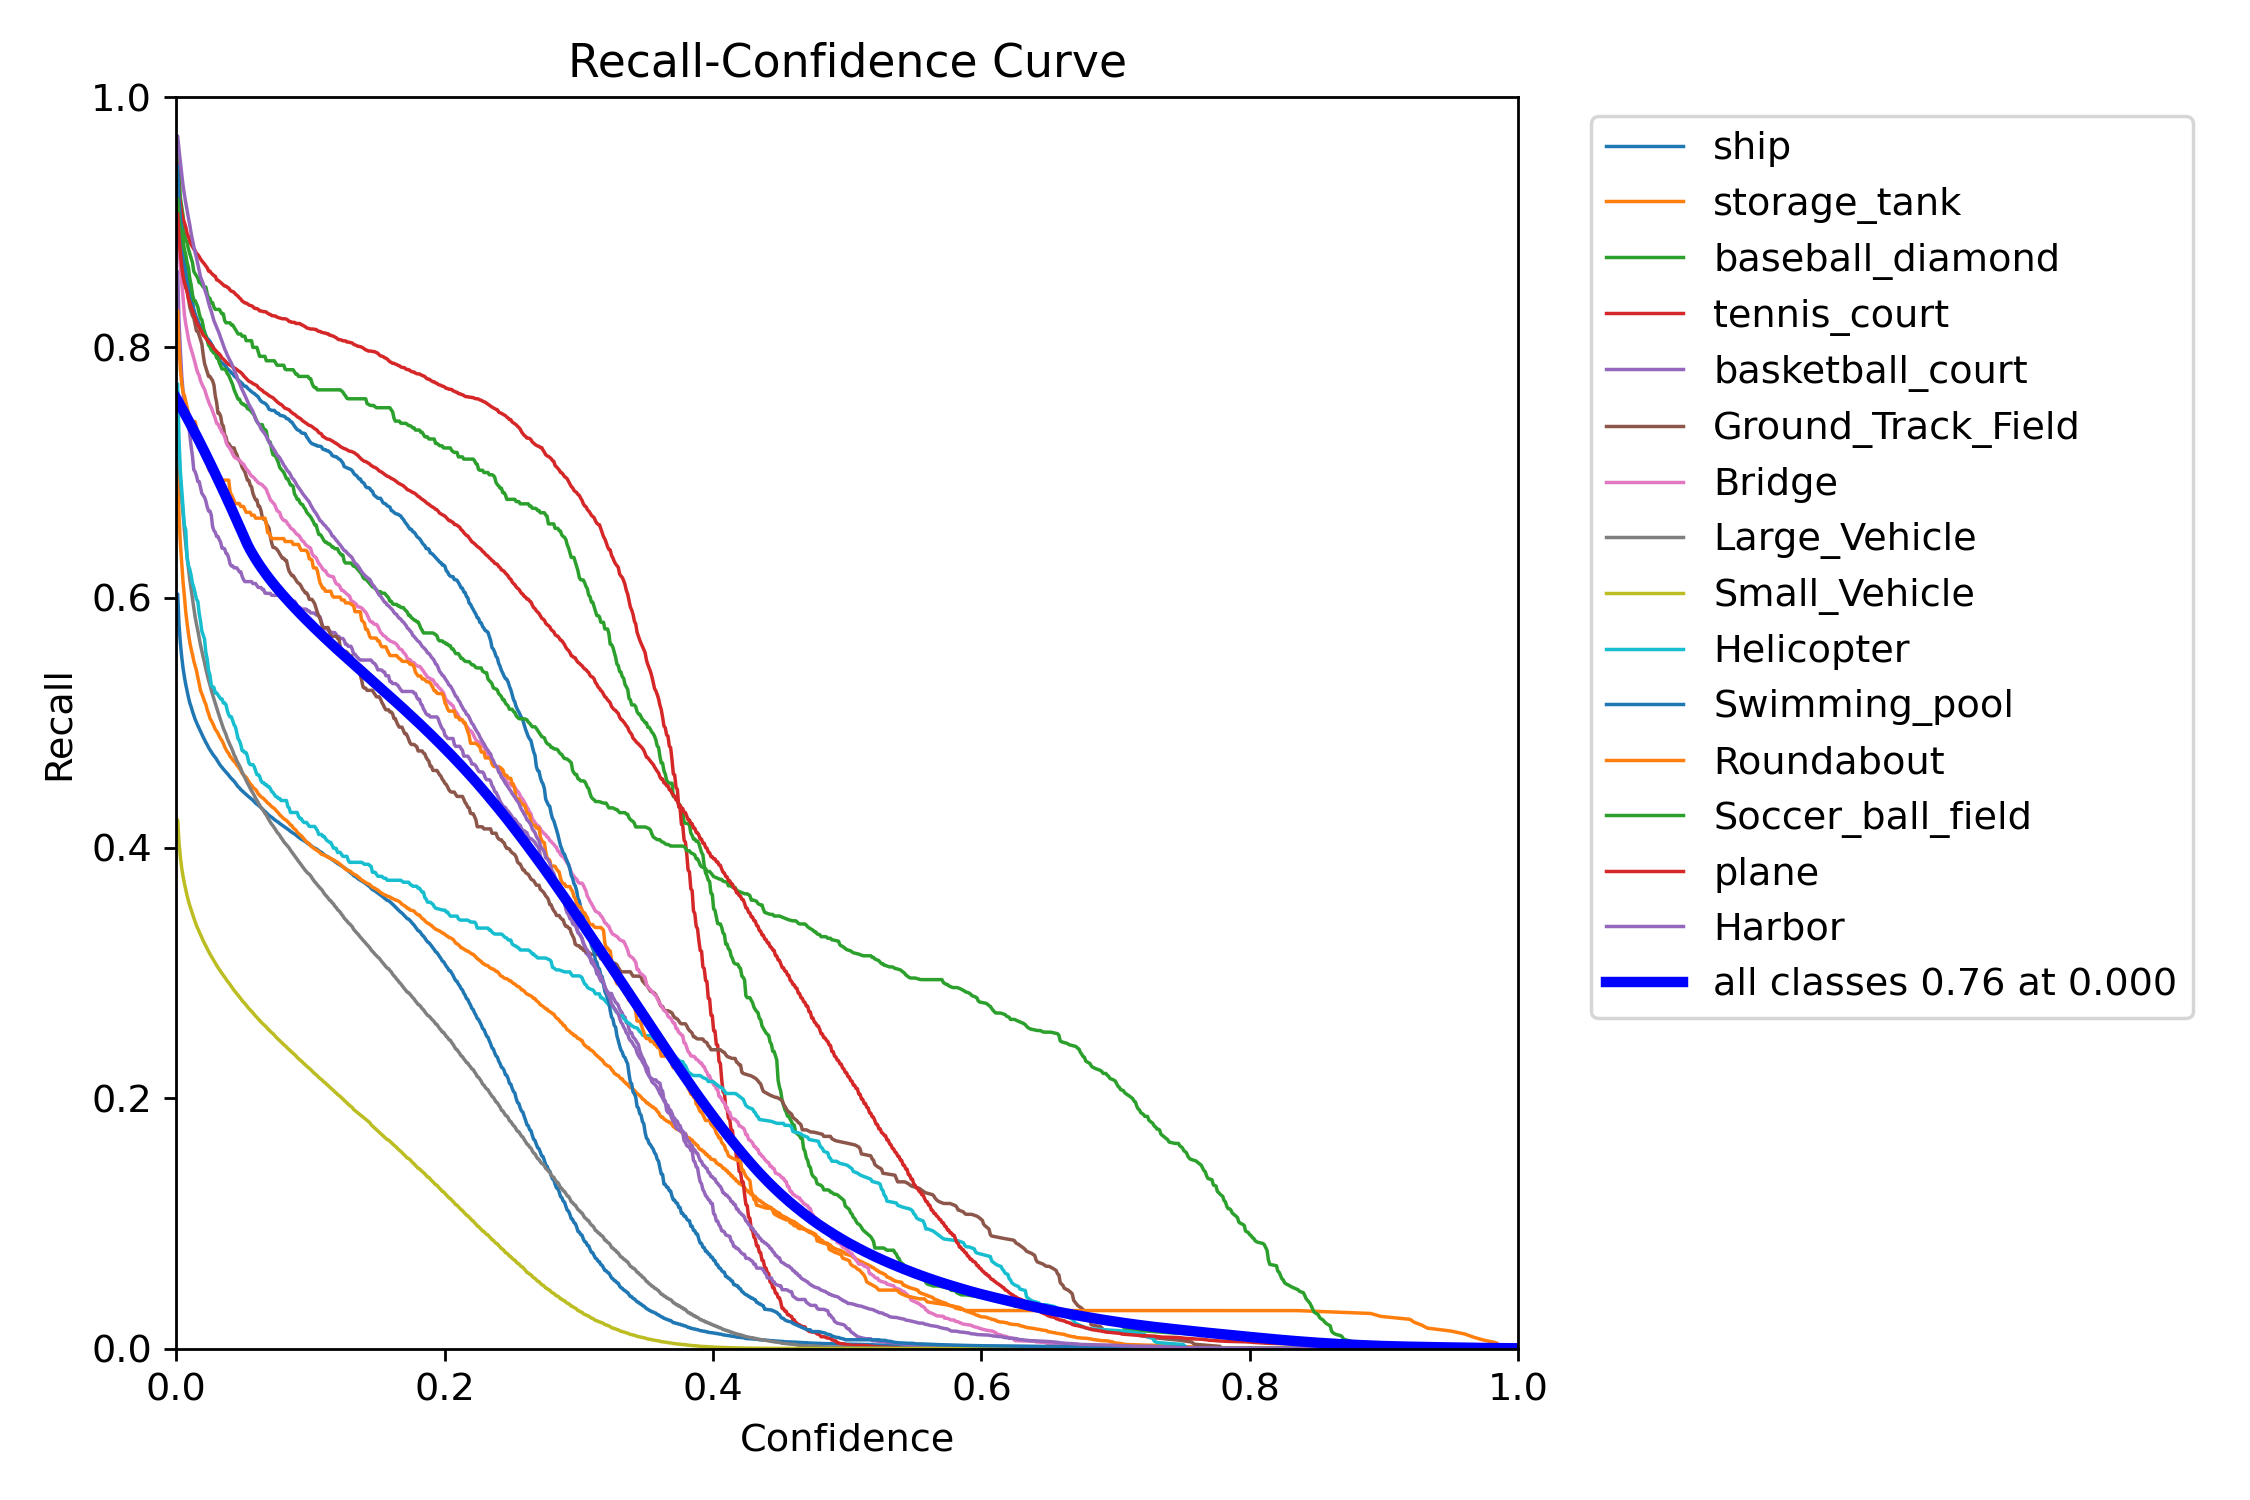 Recall-Confidence Curve
1.0
0.8
0.6
0.4
0.2
0.0
Recall
0.0 0.2 0.4 0.6 0.8 1.0
Confidence
ship
storage_tank
baseball_diamond
tennis_court
basketball_court
Ground_Track_Field
Bridge
Large_Vehicle
Small_Vehicle
Helicopter
Swimming_pool
Roundabout
Soccer_ball_field
plane
Harbor
all classes 0.76 at 0.000